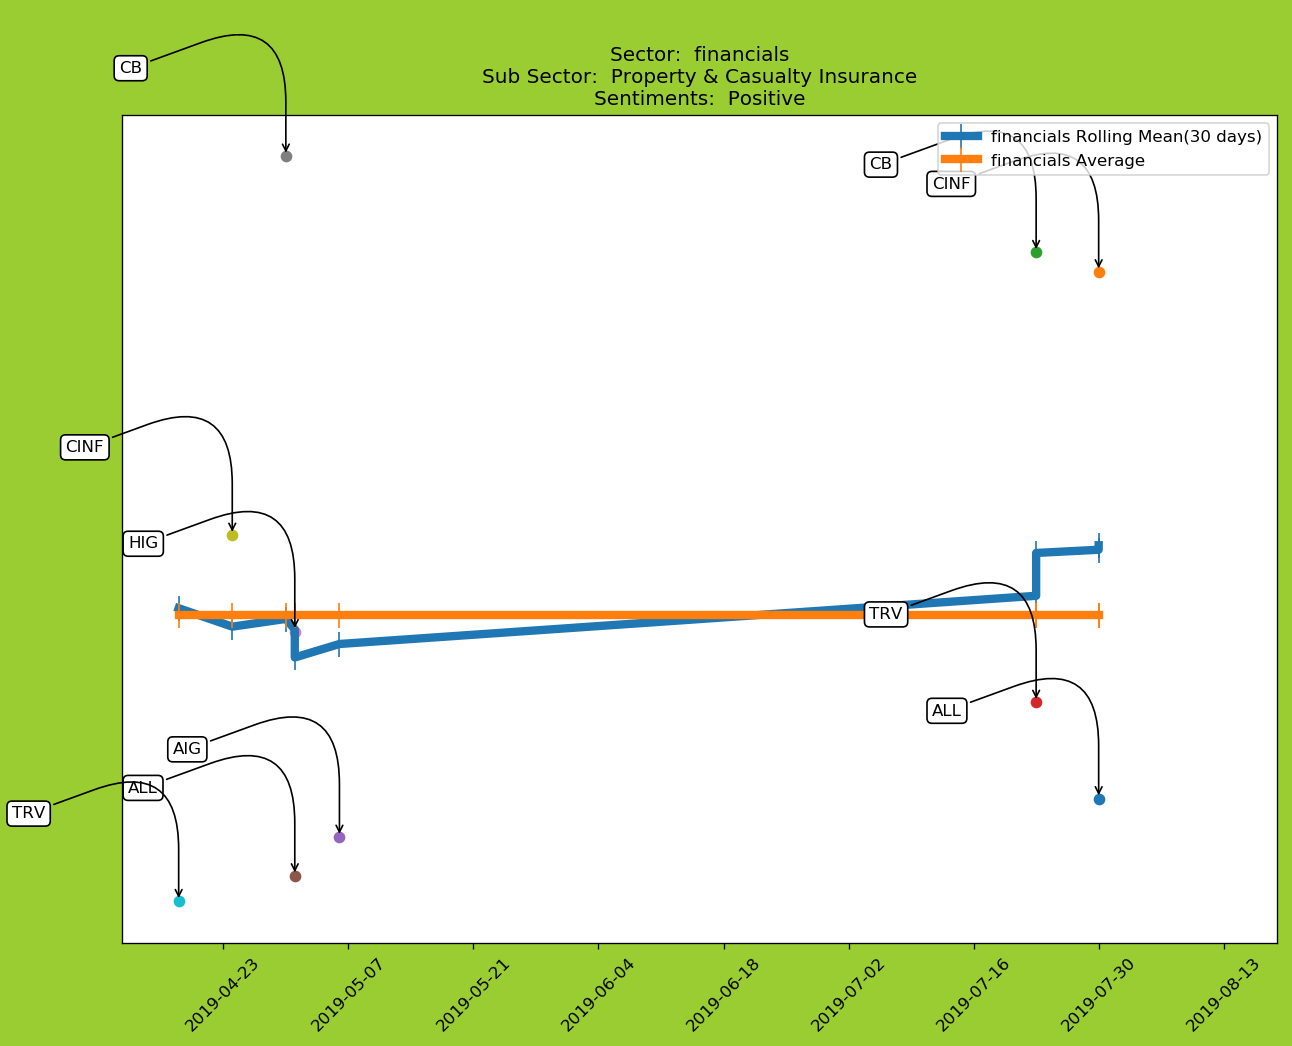 Sector:  financials
Sub Sector:  Property & Casualty Insurance
Sentiments:  Positive
CB
financials Rolling Mean(30 days)
financials Average
CB
CINF
CINF
HIG
TRV
ALL
AIG
ALL
TRV
2019-04-23
2019-05-07
2019-05-21
2019-06-04
2019-06-18
2019-07-02
2019-07-16
2019-07-30
2019-08-13